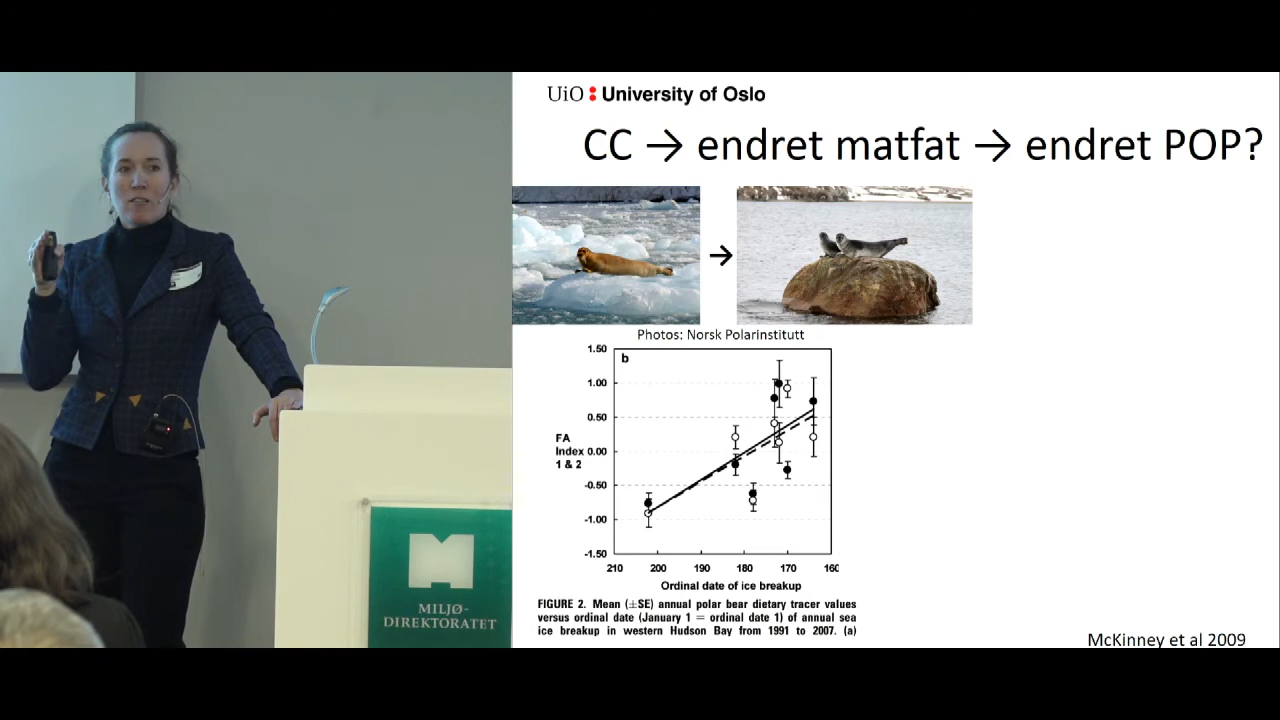 UiO : University of Oslo
CC → endret matfat → endret POP?
Photos: Norsk Polarinstitutt
b
1.50
1.00
0.50
0.00
-0.50
-1.00
-1.50
FA
Index
1 & 2
210 200 190 180 170 160
Ordinal date of ice breakup
FIGURE 2. Mean (±SE) annual polar bear dietary tracer values
versus ordinal date (January 1 = ordinal date 1) of annual sea
ice breakup in western Hudson Bay from 1991 to 2007. (a)
McKinney et al 2009
MILJØ-
DIREKTORATET